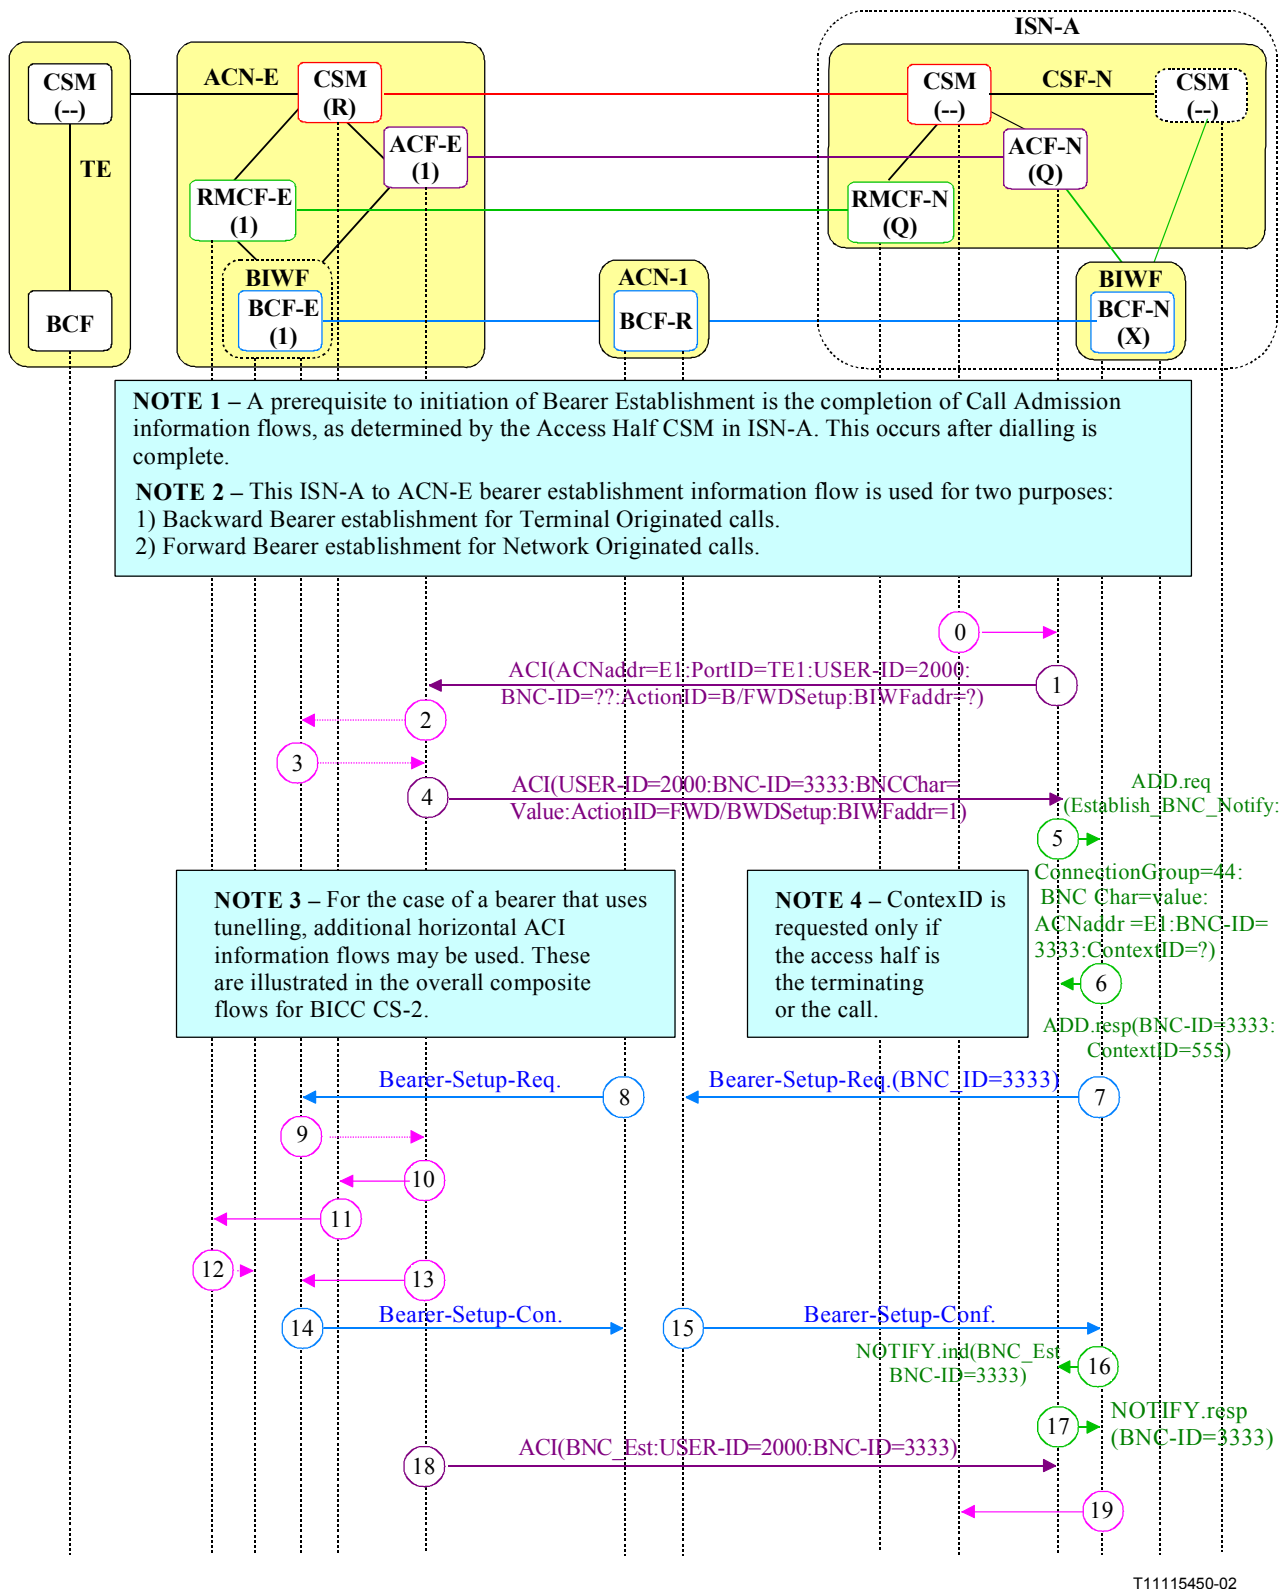 ISN-A
CSM
(--)
TE
BCF
ACN-E
CSM
(R)
ACF-E
(1)
RMCF-E
(1)
BIWF
BCF-E
(1)
ACN-1
BCF-R
CSM
(--)
CSF-N
CSM
(--)
ACF-N
(Q)
RMCF-N
(Q)
BIWF
BCF-N
(X)
NOTE 1 – A prerequisite to initiation of Bearer Establishment is the completion of Call Admission
information flows, as determined by the Access Half CSM in ISN-A. This occurs after dialling is
complete.
NOTE 2 – This ISN-A to ACN-E bearer establishment information flow is used for two purposes:
1) Backward Bearer establishment for Terminal Originated calls.
2) Forward Bearer establishment for Network Originated calls.
0
ACI(ACNaddr=E1:PortID=TE1:USER-ID=2000:
BNC-ID=??:ActionID=B/FWDSetup:BIWFaddr=?)
1
2
3
4
ACI(USER-ID=2000:BNC-ID=3333:BNCChar=
Value:ActionID=FWD/BWDSetup:BIWFaddr=1)
ADD.req
(Establish_BNC_Notify:
5
ConnectionGroup=44:
BNC Char=value:
ACNaddr =E1:BNC-ID=
3333:ContextID=?)
NOTE 3 – For the case of a bearer that uses
tunelling, additional horizontal ACI
information flows may be used. These
are illustrated in the overall composite
flows for BICC CS-2.
NOTE 4 – ContexID is
requested only if
the access half is
the terminating
or the call.
6
ADD.resp(BNC-ID=3333:
ContextID=555)
Bearer-Setup-Req.
8
Bearer-Setup-Req.(BNC_ID=3333)
7
9
10
11
12
13
14
Bearer-Setup-Con.
15
Bearer-Setup-Conf.
NOTIFY.ind(BNC_Est
BNC-ID=3333)
16
17
NOTIFY.resp
(BNC-ID=3333)
18
ACI(BNC_Est:USER-ID=2000:BNC-ID=3333)
19
T11115450-02